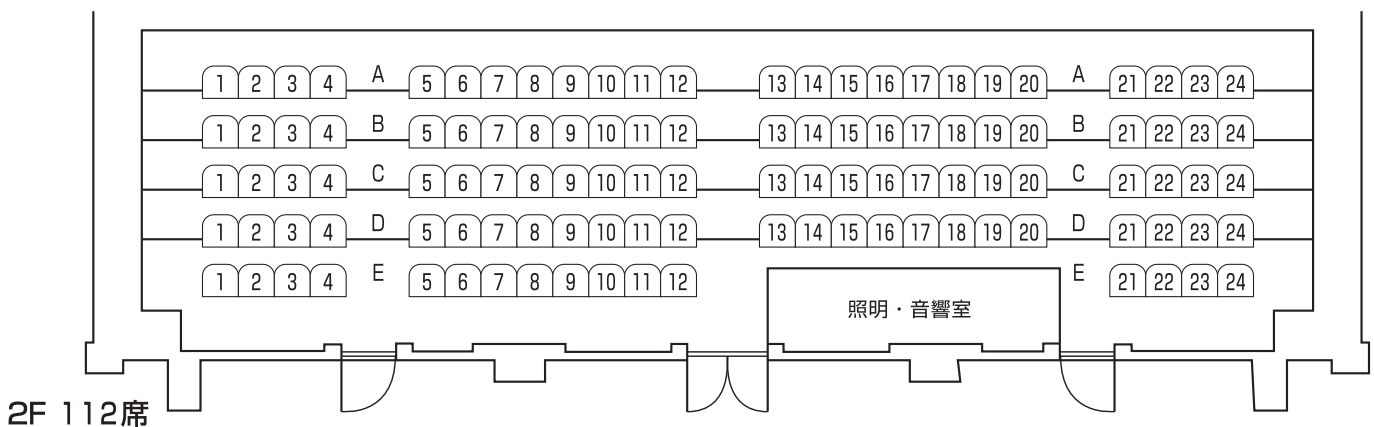 1 2 3 4 A 5 6 7 8 9 10 11 12 13 14 15 16 17 18 19 20 A 21 22 23 24
1 2 3 4 B 5 6 7 8 9 10 11 12 13 14 15 16 17 18 19 20 B 21 22 23 24
1 2 3 4 C 5 6 7 8 9 10 11 12 13 14 15 16 17 18 19 20 C 21 22 23 24
1 2 3 4 D 5 6 7 8 9 10 11 12 13 14 15 16 17 18 19 20 D 21 22 23 24
1 2 3 4 E 5 6 7 8 9 10 11 12 E 21 22 23 24
照明・音響室
2F 112席